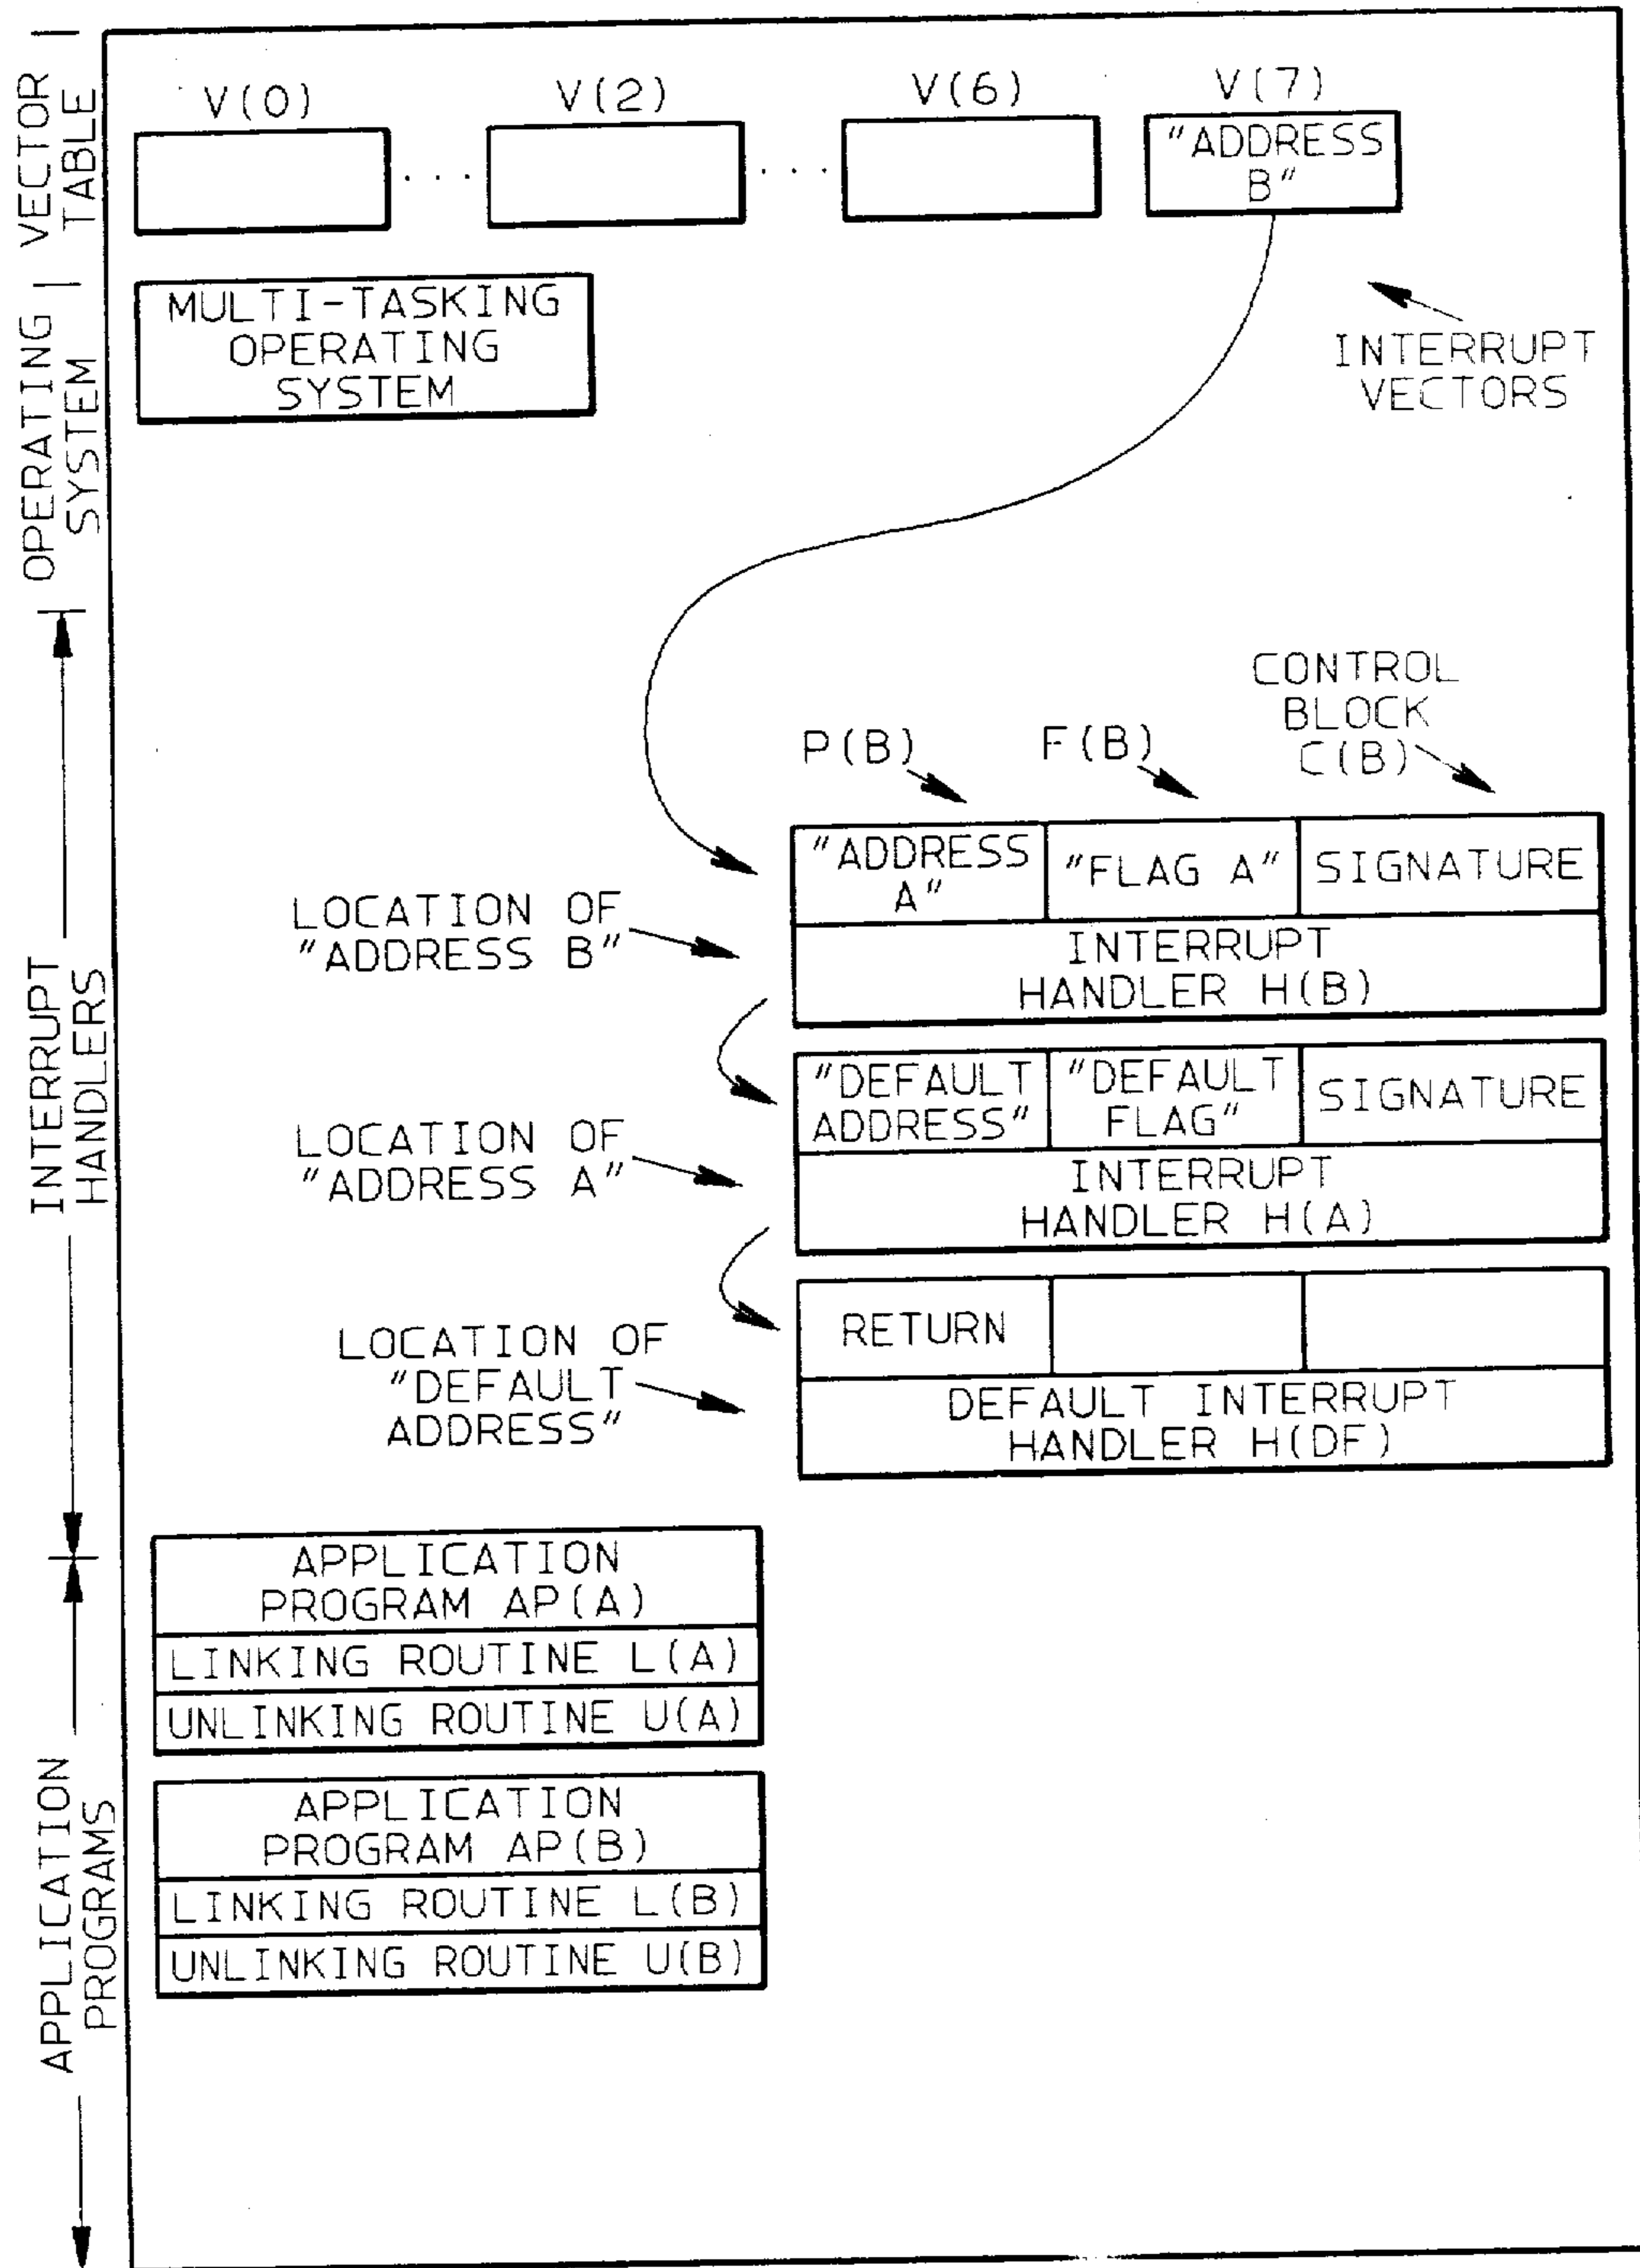 VECTOR
TABLE
V(0)
V(2)
V(6)
V(7)
... ...
"ADDRESS
B"
OPERATING
SYSTEM
MULTI-TASKING
OPERATING
SYSTEM
INTERRUPT
VECTORS
INTERRUPT
HANDLERS
P(B)
F(B)
CONTROL
BLOCK
C(B)
"ADDRESS
A"
"FLAG A"
SIGNATURE
LOCATION OF
"ADDRESS B"
INTERRUPT
HANDLER H(B)
"DEFAULT
ADDRESS"
"DEFAULT
FLAG"
SIGNATURE
LOCATION OF
"ADDRESS A"
INTERRUPT
HANDLER H(A)
RETURN
LOCATION OF
"DEFAULT
ADDRESS"
DEFAULT INTERRUPT
HANDLER H(DF)
APPLICATION
PROGRAMS
APPLICATION
PROGRAM AP(A)
LINKING ROUTINE L(A)
UNLINKING ROUTINE U(A)
APPLICATION
PROGRAM AP(B)
LINKING ROUTINE L(B)
UNLINKING ROUTINE U(B)